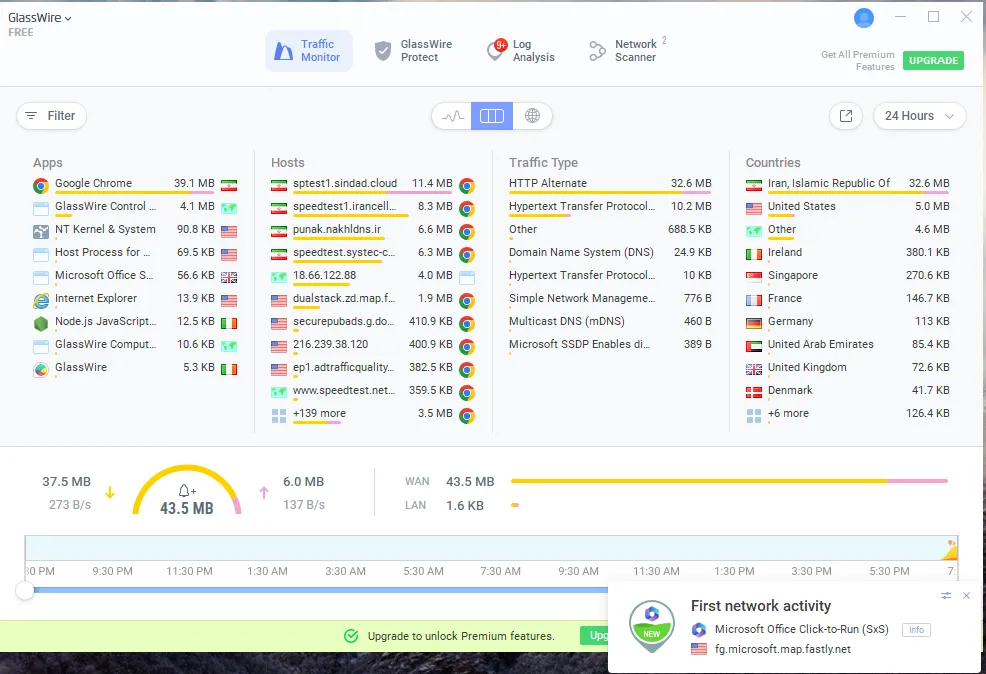 GlassWire
FREE
Traffic
Monitor
GlassWire
Protect
9+
Log
Analysis
Network 2
Scanner
Get All Premium
Features
UPGRADE
Filter
24 Hours
Apps
Google Chrome 39.1 MB
GlassWire Control ... 4.1 MB
NT Kernel & System 90.8 KB
Host Process for ... 69.5 KB
Microsoft Office S... 56.6 KB
Internet Explorer 13.9 KB
Node.js JavaScript... 12.5 KB
GlassWire Comput... 10.6 KB
GlassWire 5.3 KB
Hosts
sptest1.sindad.cloud 11.4 MB
speedtest1.irancell... 8.3 MB
punak.nakhldns.ir 6.6 MB
speedtest.systec-c... 6.3 MB
18.66.122.88 4.0 MB
dualstack.zd.map.f... 1.9 MB
securepubads.g.do... 410.9 KB
216.239.38.120 400.9 KB
ep1.adtrafficquality... 382.5 KB
www.speedtest.net... 359.5 KB
+139 more 3.5 MB
Traffic Type
HTTP Alternate 32.6 MB
Hypertext Transfer Protocol... 10.2 MB
Other 688.5 KB
Domain Name System (DNS) 24.9 KB
Hypertext Transfer Protocol... 10 KB
Simple Network Manageme... 776 B
Multicast DNS (mDNS) 460 B
Microsoft SSDP Enables di... 389 B
Countries
Iran, Islamic Republic Of 32.6 MB
United States 5.0 MB
Other 4.6 MB
Ireland 380.1 KB
Singapore 270.6 KB
France 146.7 KB
Germany 113 KB
United Arab Emirates 85.4 KB
United Kingdom 72.6 KB
Denmark 41.7 KB
+6 more 126.4 KB
37.5 MB
273 B/s
43.5 MB
6.0 MB
137 B/s
WAN 43.5 MB
LAN 1.6 KB
:30 PM 9:30 PM 11:30 PM 1:30 AM 3:30 AM 5:30 AM 7:30 AM 9:30 AM 11:30 AM 1:30 PM 3:30 PM 5:30 PM 7:
Upgrade to unlock Premium features.
Upg
First network activity
NEW
Microsoft Office Click-to-Run (SxS) Info
fg.microsoft.map.fastly.net